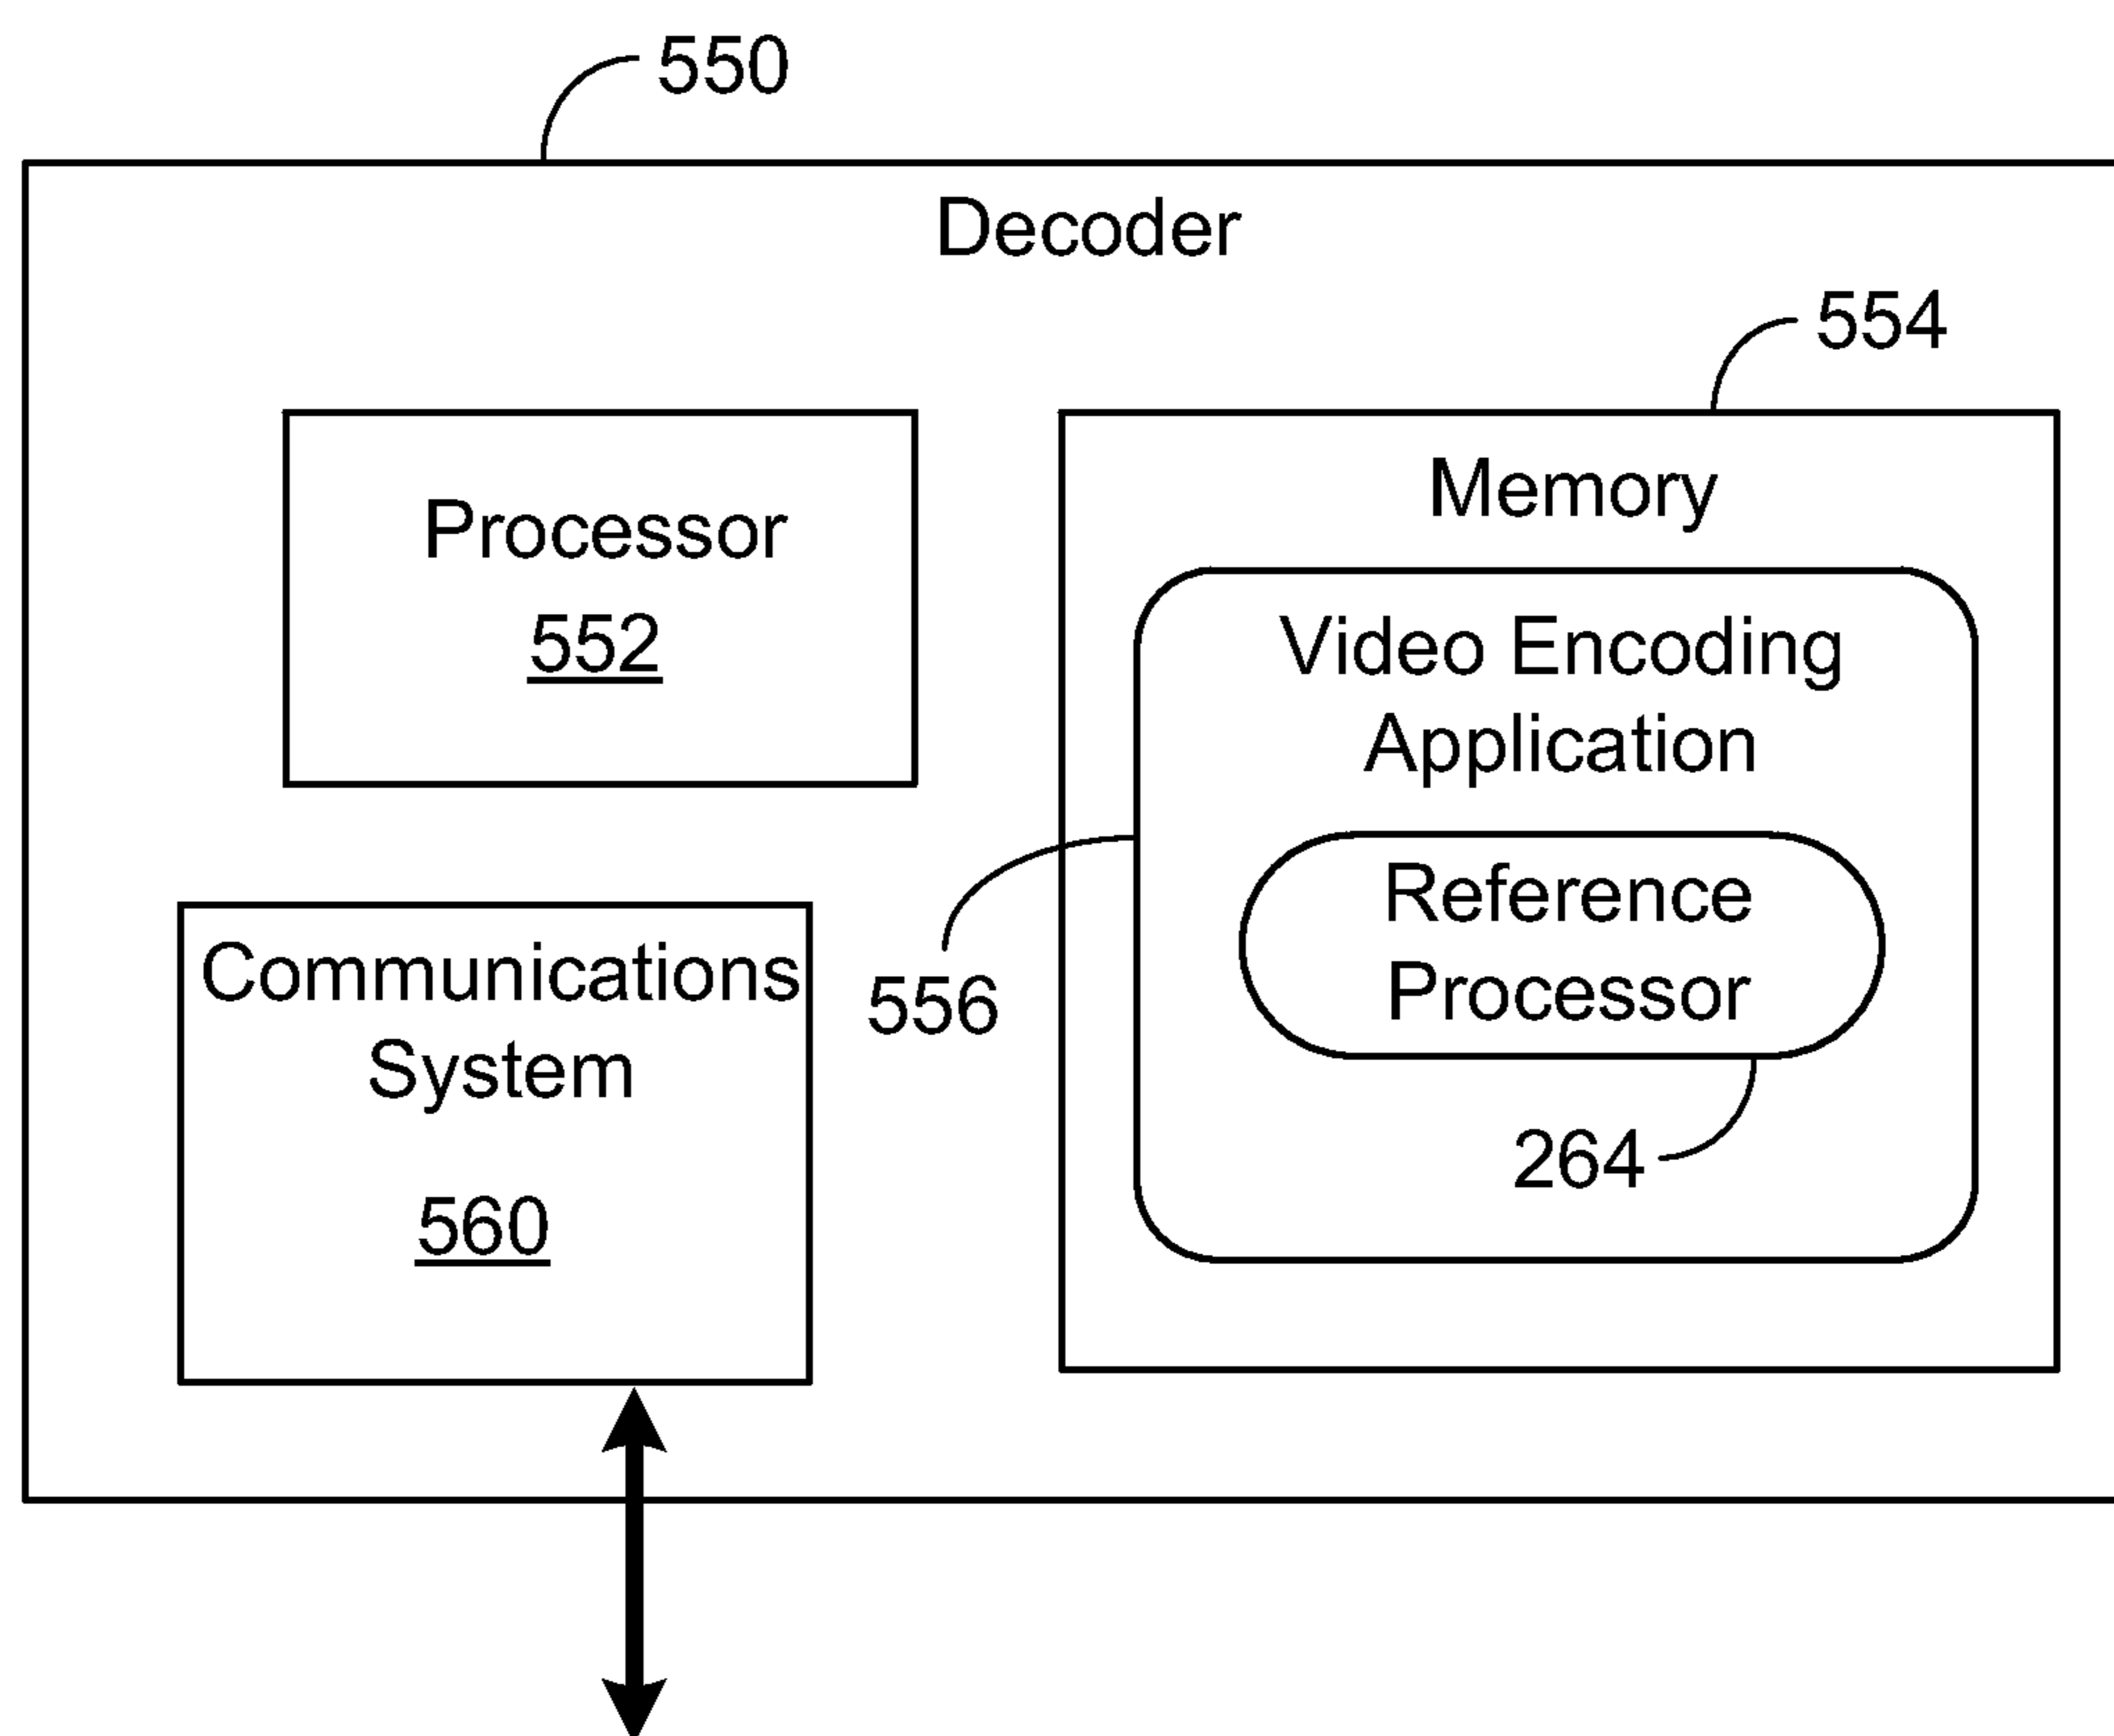 550
Decoder
554
Processor
552
Memory
Video Encoding
Application
Reference
Processor
264
556
Communications
System
560